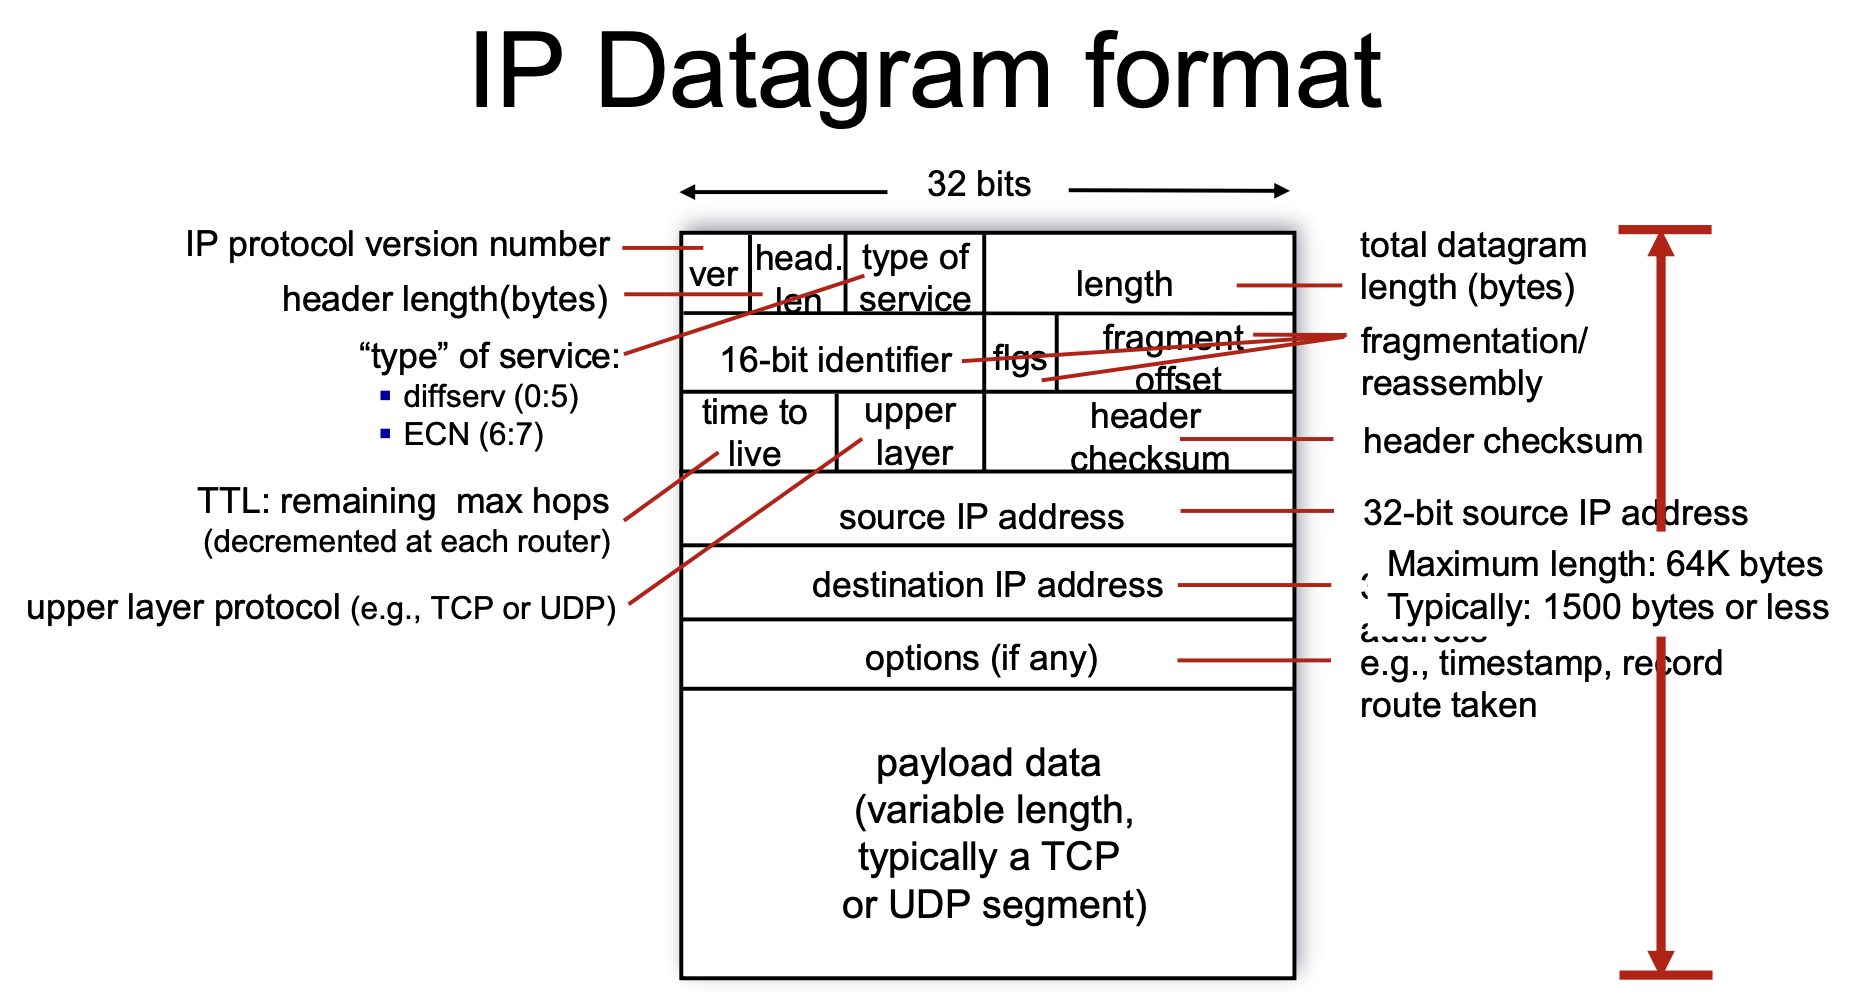 IP Datagram format
32 bits
IP protocol version number
header length(bytes)
“type” of service:
diffserv (0:5)
ECN (6:7)
TTL: remaining max hops
(decremented at each router)
upper layer protocol (e.g., TCP or UDP)
ver
head.
len
type of
service
length
16-bit identifier
flgs
fragment
offset
time to
live
upper
layer
header
checksum
source IP address
destination IP address
options (if any)
payload data
(variable length,
typically a TCP
or UDP segment)
total datagram
length (bytes)
fragmentation/
reassembly
header checksum
32-bit source IP address
Maximum length: 64K bytes
Typically: 1500 bytes or less
address
e.g., timestamp, record
route taken